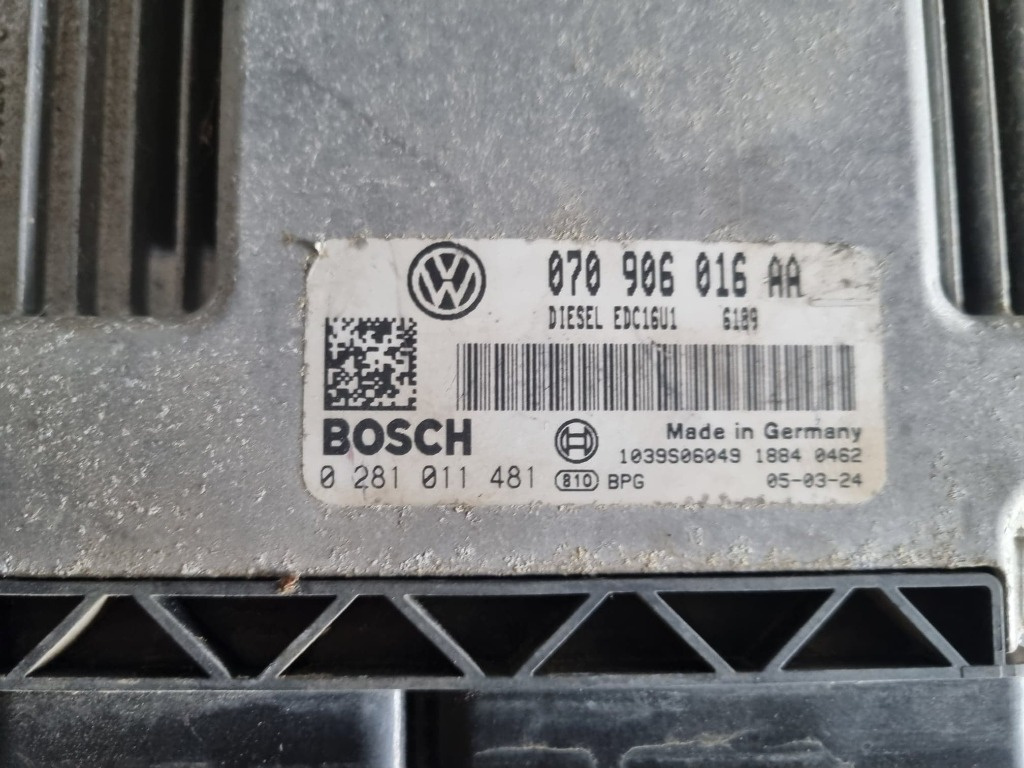 070 906 016 AA
DIESEL EDC16U1 6189
BOSCH
Made in Germany
1039S06049 1884 0462
0 281 011 481 810 BPG 05-03-24